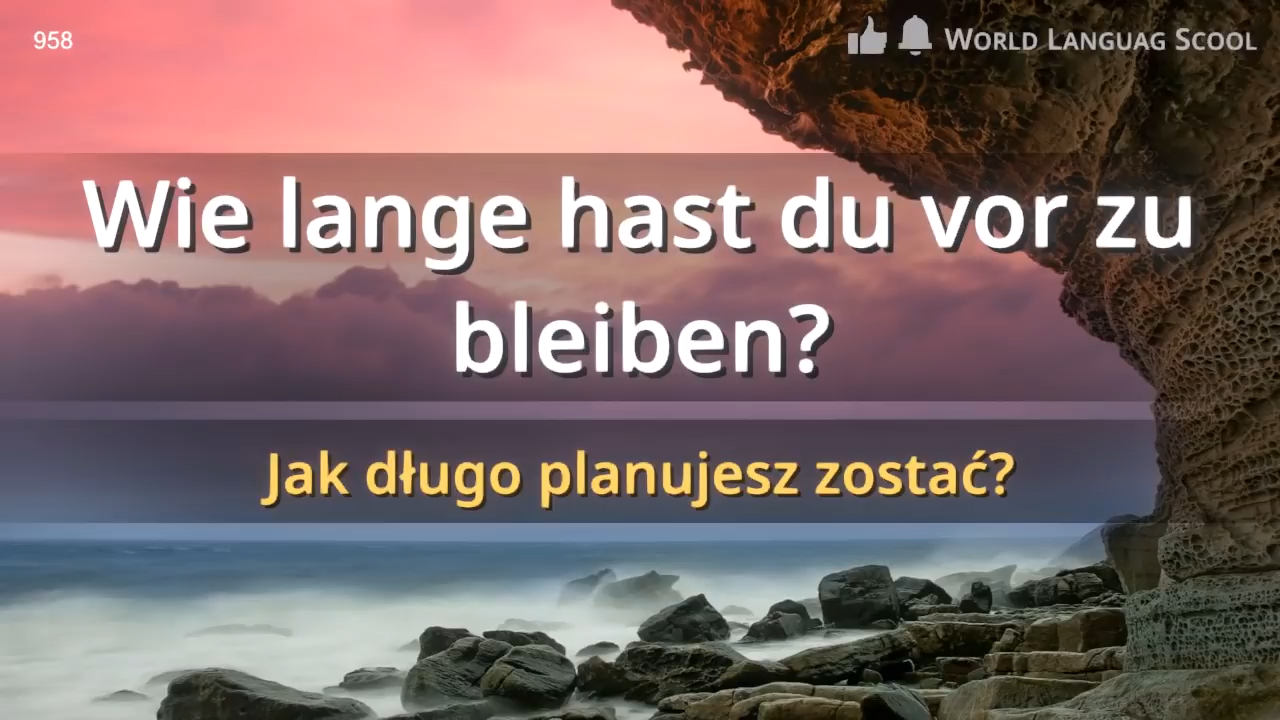 958
WORLD LANGUAG SCOOL
Wie lange hast du vor zu
bleiben?
Jak długo planujesz zostać?